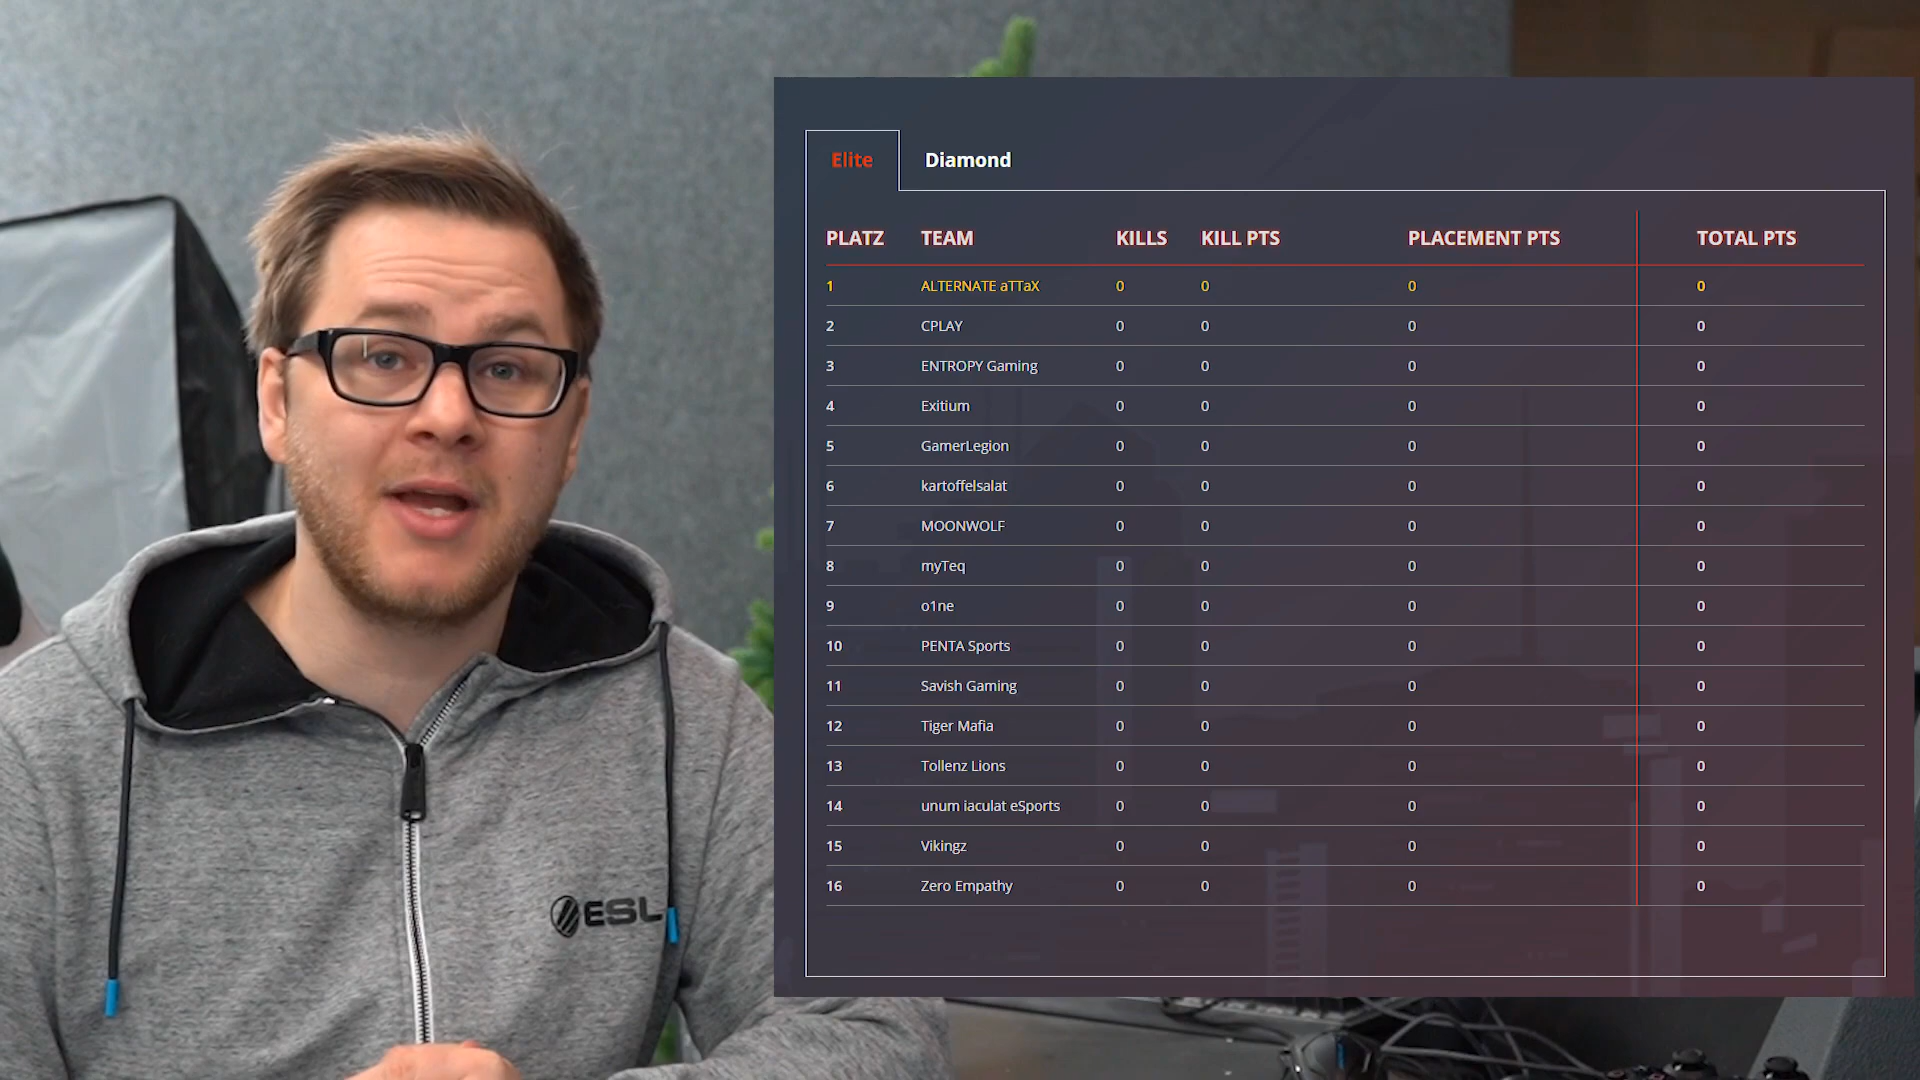 Elite Diamond
PLATZ TEAM KILLS KILL PTS PLACEMENT PTS TOTAL PTS
1 ALTERNATE aTTaX 0 0 0 0
2 CPLAY 0 0 0 0
3 ENTROPY Gaming 0 0 0 0
4 Exitium 0 0 0 0
5 GamerLegion 0 0 0 0
6 kartoffelsalat 0 0 0 0
7 MOONWOLF 0 0 0 0
8 myTeq 0 0 0 0
9 o1ne 0 0 0 0
10 PENTA Sports 0 0 0 0
11 Savish Gaming 0 0 0 0
12 Tiger Mafia 0 0 0 0
13 Tollenz Lions 0 0 0 0
14 unum iaculat eSports 0 0 0 0
15 Vikingz 0 0 0 0
16 Zero Empathy 0 0 0 0
ESL